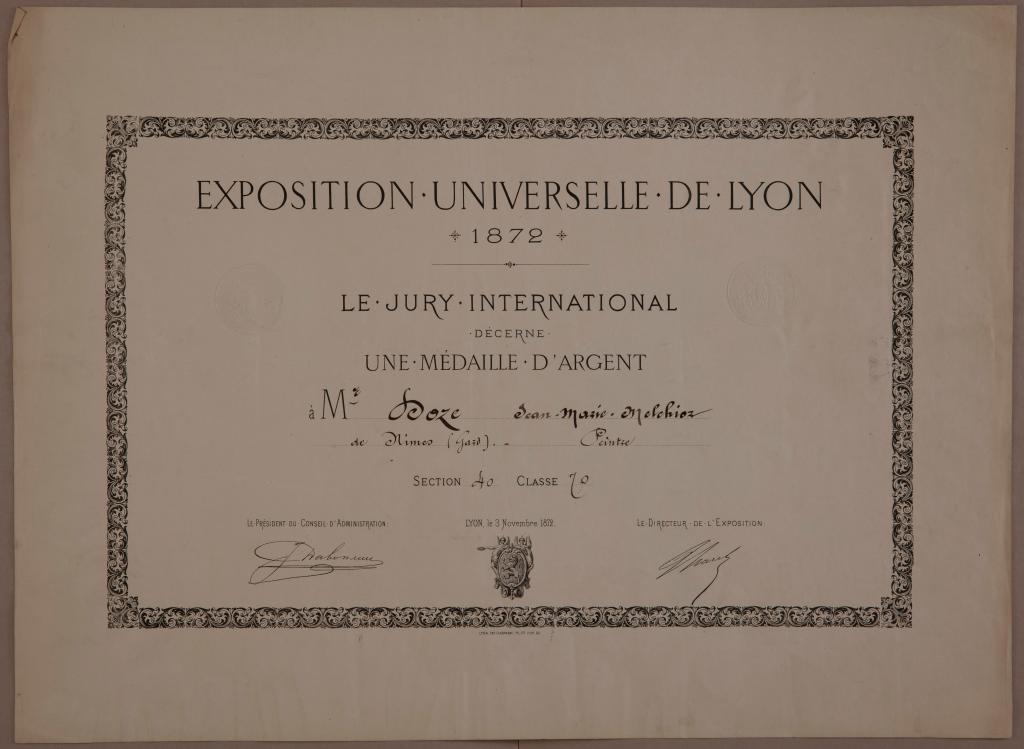 EXPOSITION·UNIVERSELLE·DE·LYON
1872
LE·JURY·INTERNATIONAL
·DÉCERNE·
UNE·MÉDAILLE·D'ARGENT
à Mr Doze Jean-Marie-Melchior
de Nîmes (Gard). - Peintre
SECTION 40 CLASSE 70
LE·PRÉSIDENT·DU·CONSEIL·D'ADMINISTRATION: LYON, le 3 Novembre 1872. LE·DIRECTEUR·DE·L'EXPOSITION